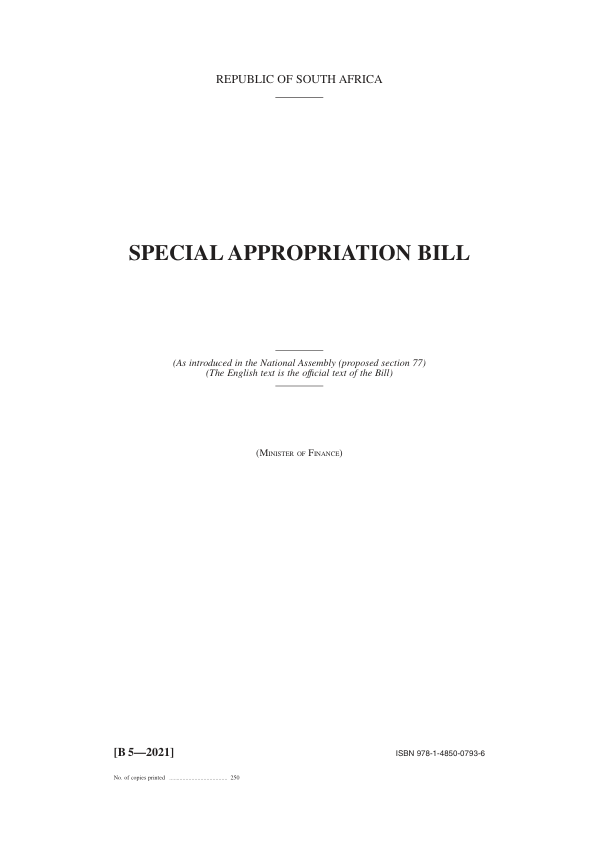 REPUBLIC OF SOUTH AFRICA
SPECIAL APPROPRIATION BILL
(As introduced in the National Assembly (proposed section 77)
(The English text is the official text of the Bill)
(Minister of Finance)
[B 5—2021]
ISBN 978-1-4850-0793-6
No. of copies printed ....................................... 250